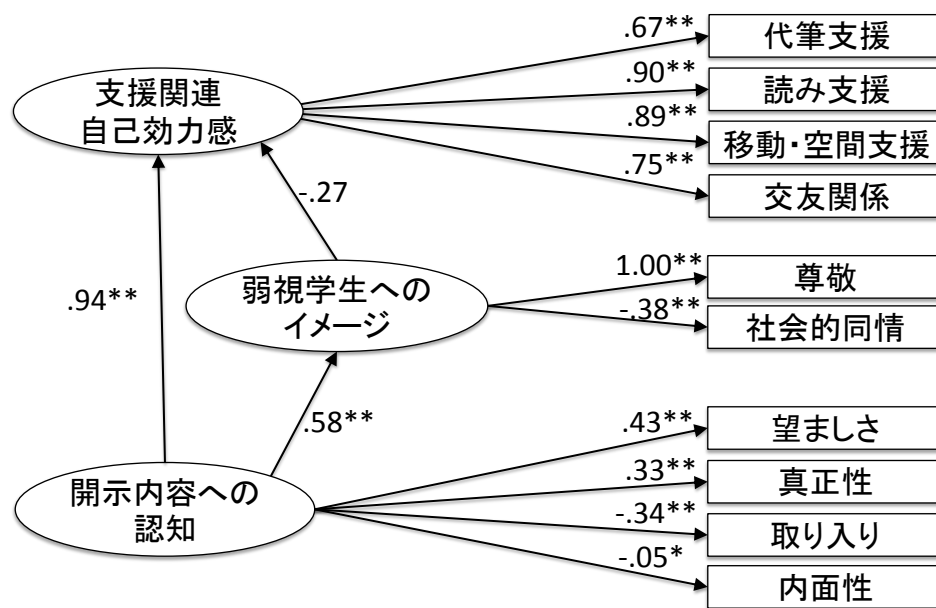 .67**
代筆支援
支援関連
自己効力感
.90**
読み支援
.89**
移動・空間支援
.75**
交友関係
-.27
1.00**
尊敬
.94**
弱視学生への
イメージ
-.38**
社会的同情
.58**
.43**
望ましさ
開示内容への
認知
.33**
真正性
-.34**
取り入り
-.05*
内面性